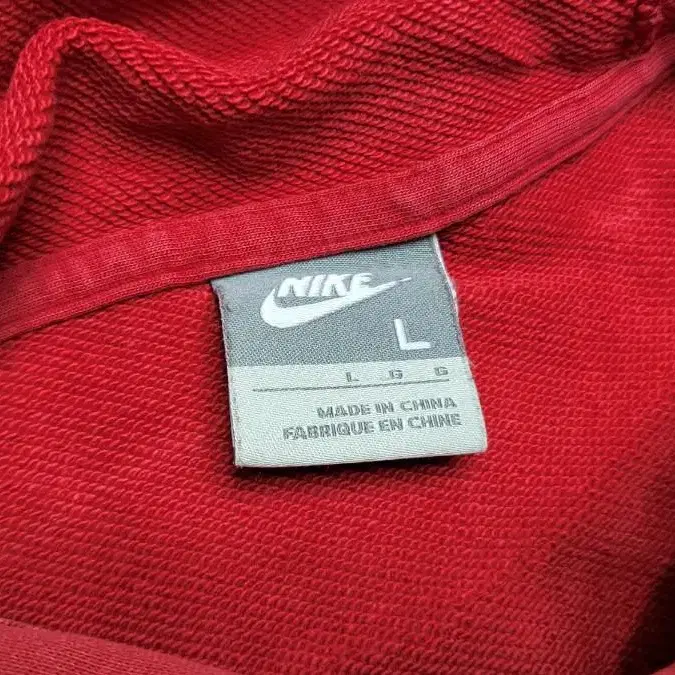 NIKE
L
L G G
MADE IN CHINA
FABRIQUE EN CHINE